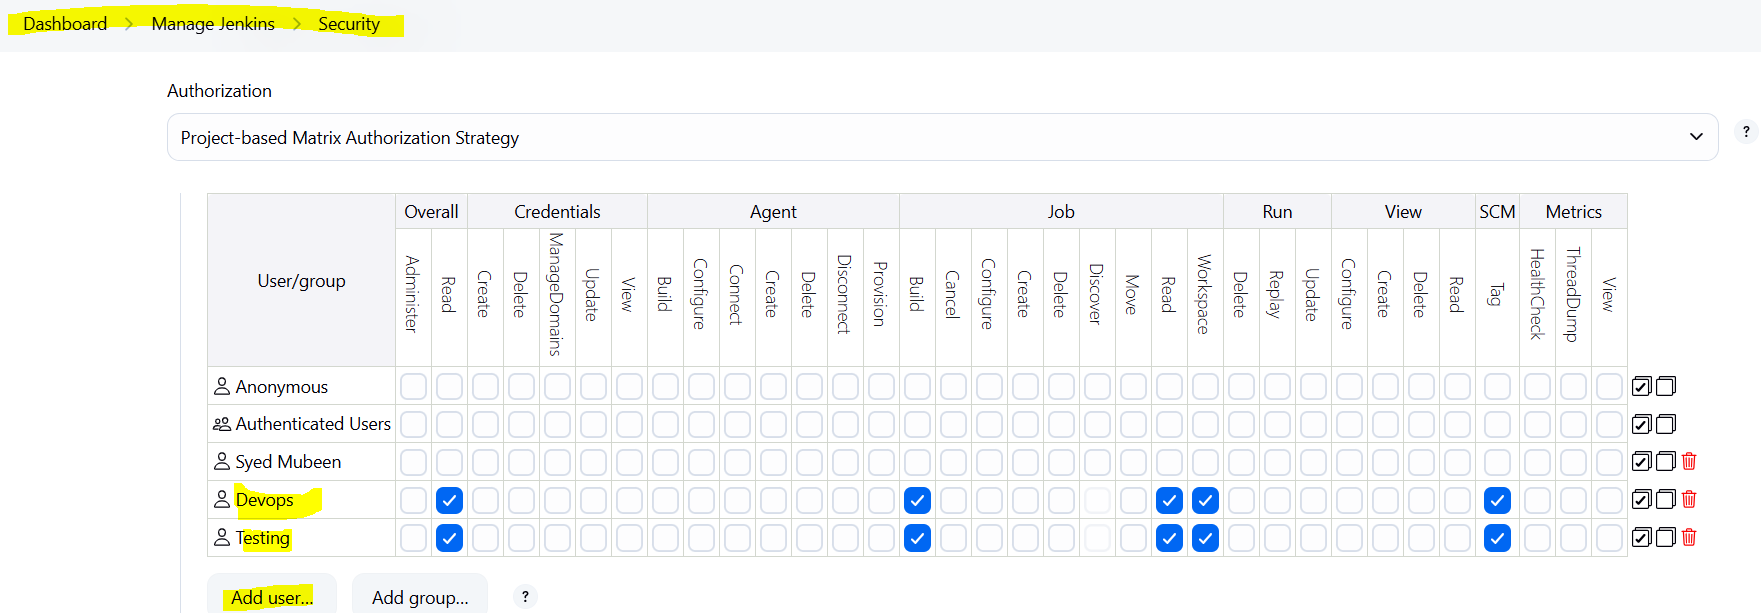 Dashboard > Manage Jenkins > Security
Authorization
Project-based Matrix Authorization Strategy
?
User/group
Overall Credentials Agent Job Run View SCM Metrics
Administer Read Create Delete ManageDomains Update View Build Configure Connect Create Delete Disconnect Provision Build Cancel Configure Create Delete Discover Move Read Workspace Delete Replay Update Configure Create Delete Read Tag HealthCheck ThreadDump View
Anonymous
Authenticated Users
Syed Mubeen
Devops
Testing
Add user... Add group... ?